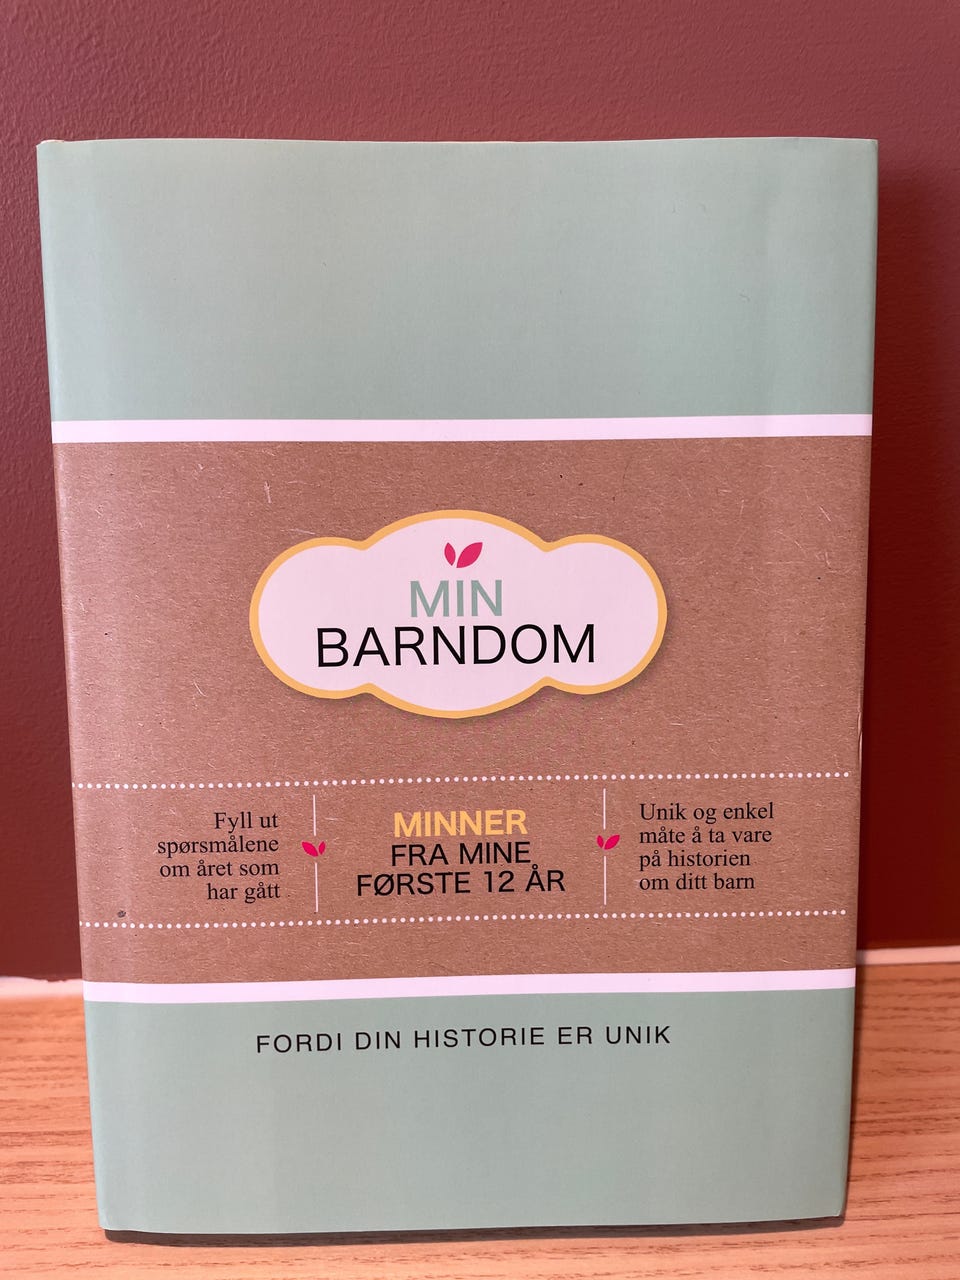 MIN
BARNDOM
Fyll ut
spørsmålene
om året som
har gått
MINNER
FRA MINE
FØRSTE 12 ÅR
Unik og enkel
måte å ta vare
på historien
om ditt barn
FORDI DIN HISTORIE ER UNIK